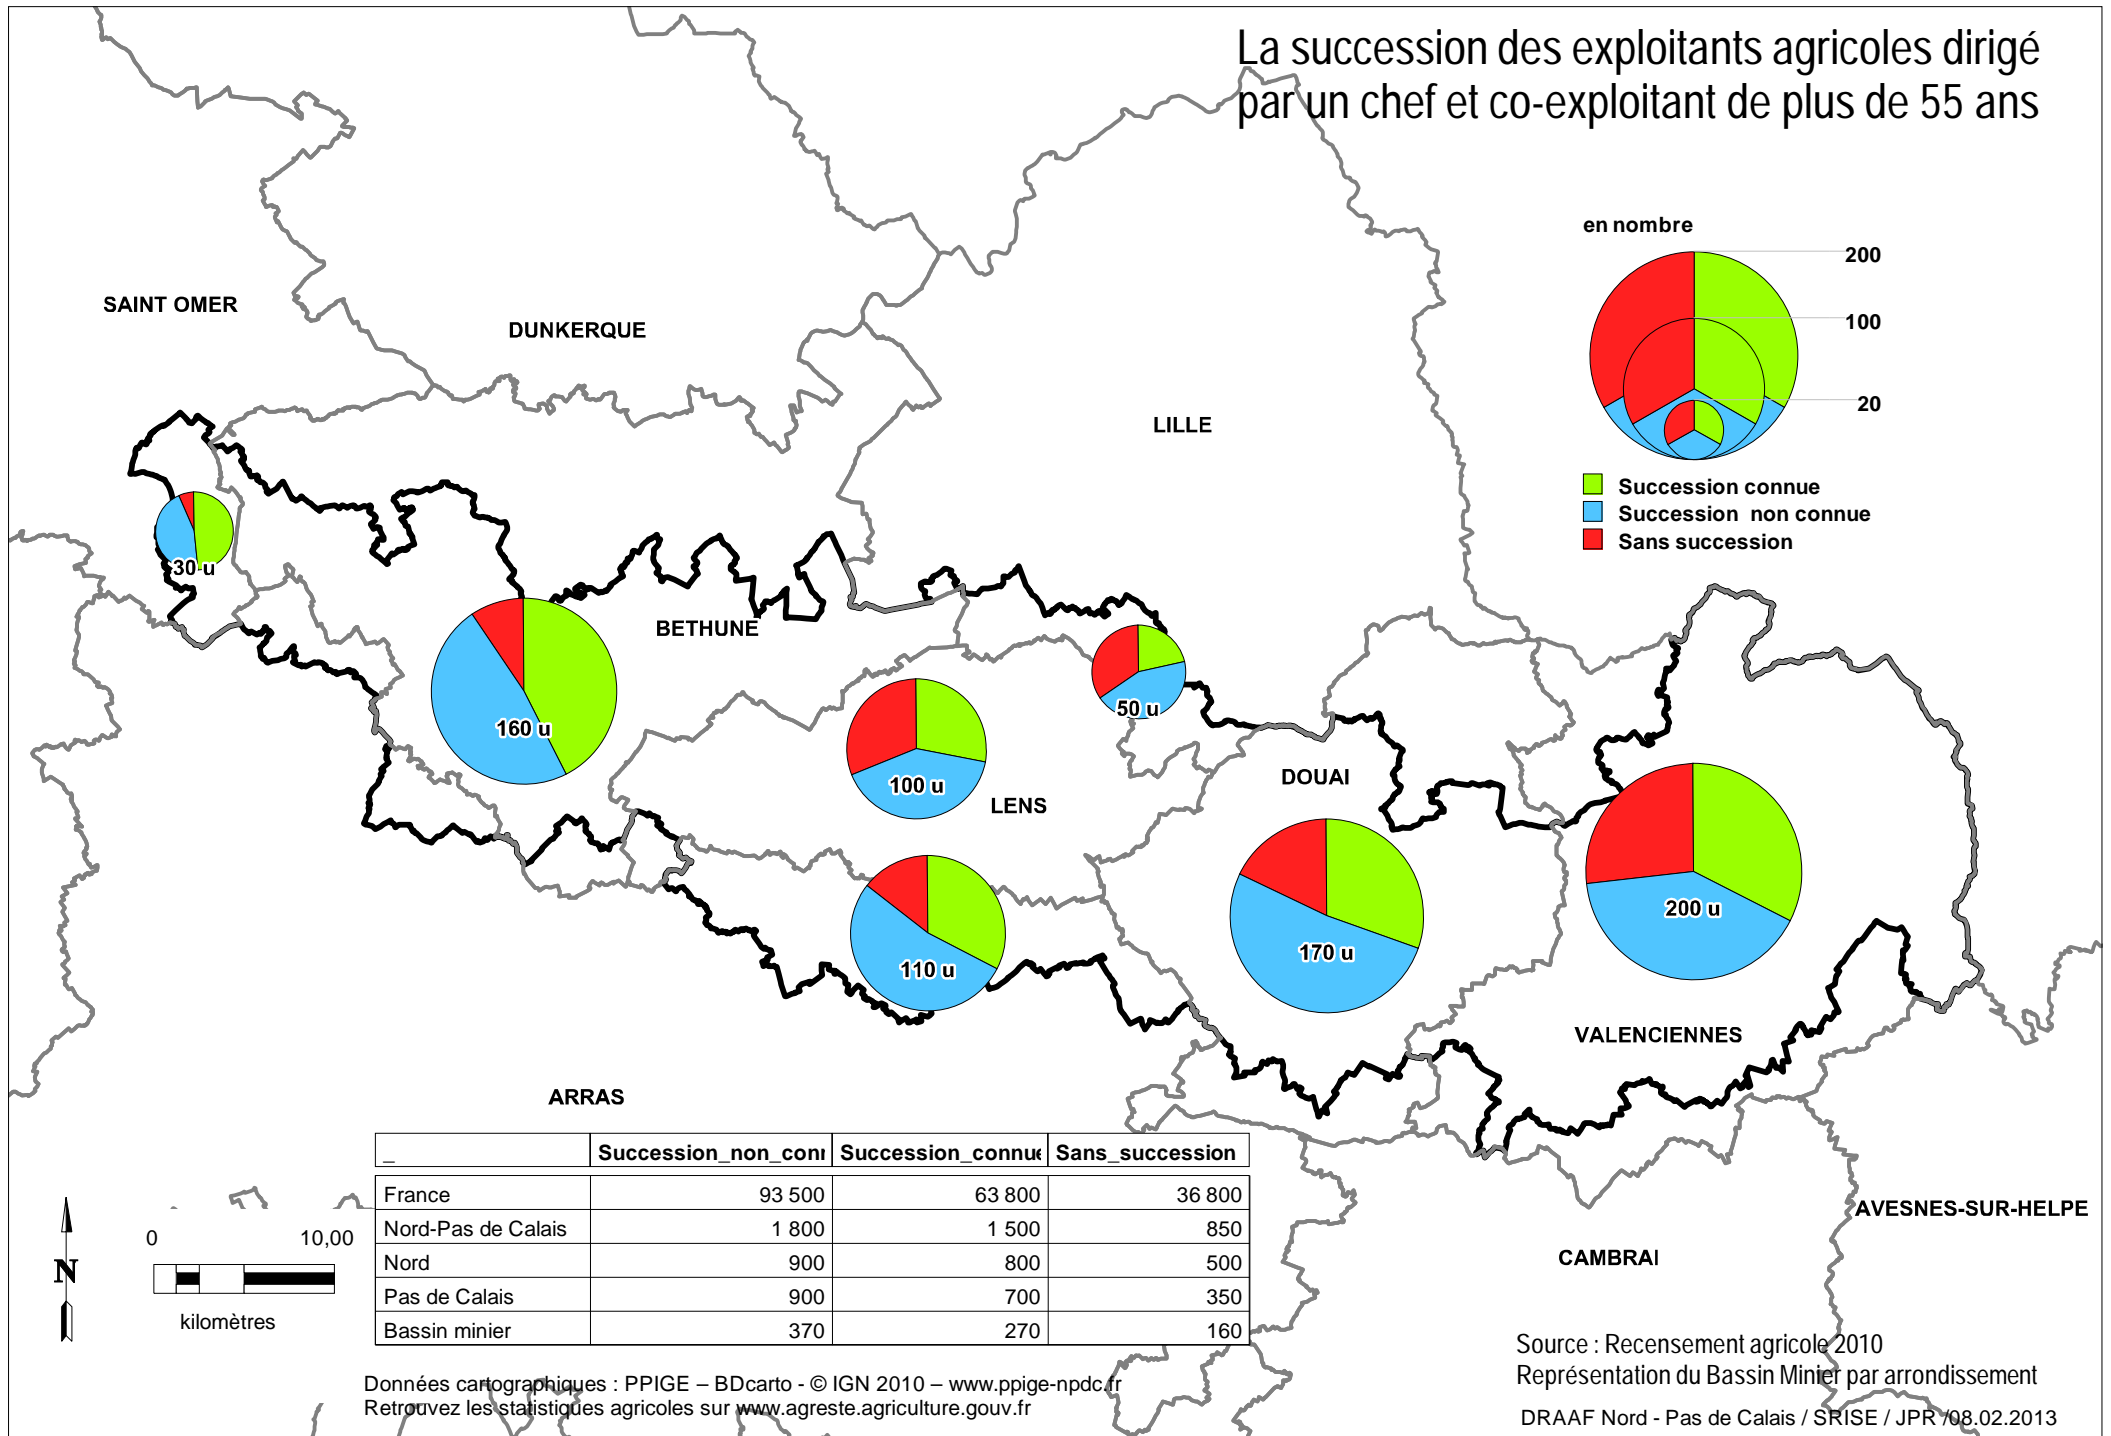 La succession des exploitants agricoles dirigé
par un chef et co-exploitant de plus de 55 ans
en nombre
200
100
20
Succession connue
Succession non connue
Sans succession
SAINT OMER
DUNKERQUE
LILLE
30 u
BETHUNE
160 u
50 u
100 u
LENS
DOUAI
110 u
170 u
200 u
VALENCIENNES
ARRAS
AVESNES-SUR-HELPE
CAMBRAI
_ Succession_non_conn Succession_connue Sans_succession
France 93 500 63 800 36 800
Nord-Pas de Calais 1 800 1 500 850
Nord 900 800 500
Pas de Calais 900 700 350
Bassin minier 370 270 160
N
0 10,00
kilomètres
Données cartographiques : PPIGE – BDcarto - © IGN 2010 – www.ppige-npdc.fr
Retrouvez les statistiques agricoles sur www.agreste.agriculture.gouv.fr
Source : Recensement agricole 2010
Représentation du Bassin Minier par arrondissement
DRAAF Nord - Pas de Calais / SRISE / JPR /08.02.2013